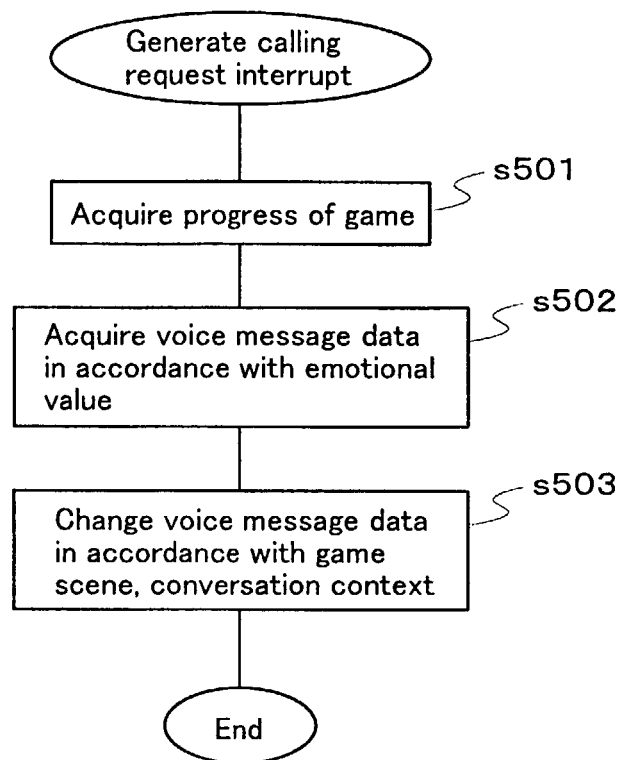 Generate calling
request interrupt
s501
Acquire progress of game
s502
Acquire voice message data
in accordance with emotional
value
s503
Change voice message data
in accordance with game
scene, conversation context
End